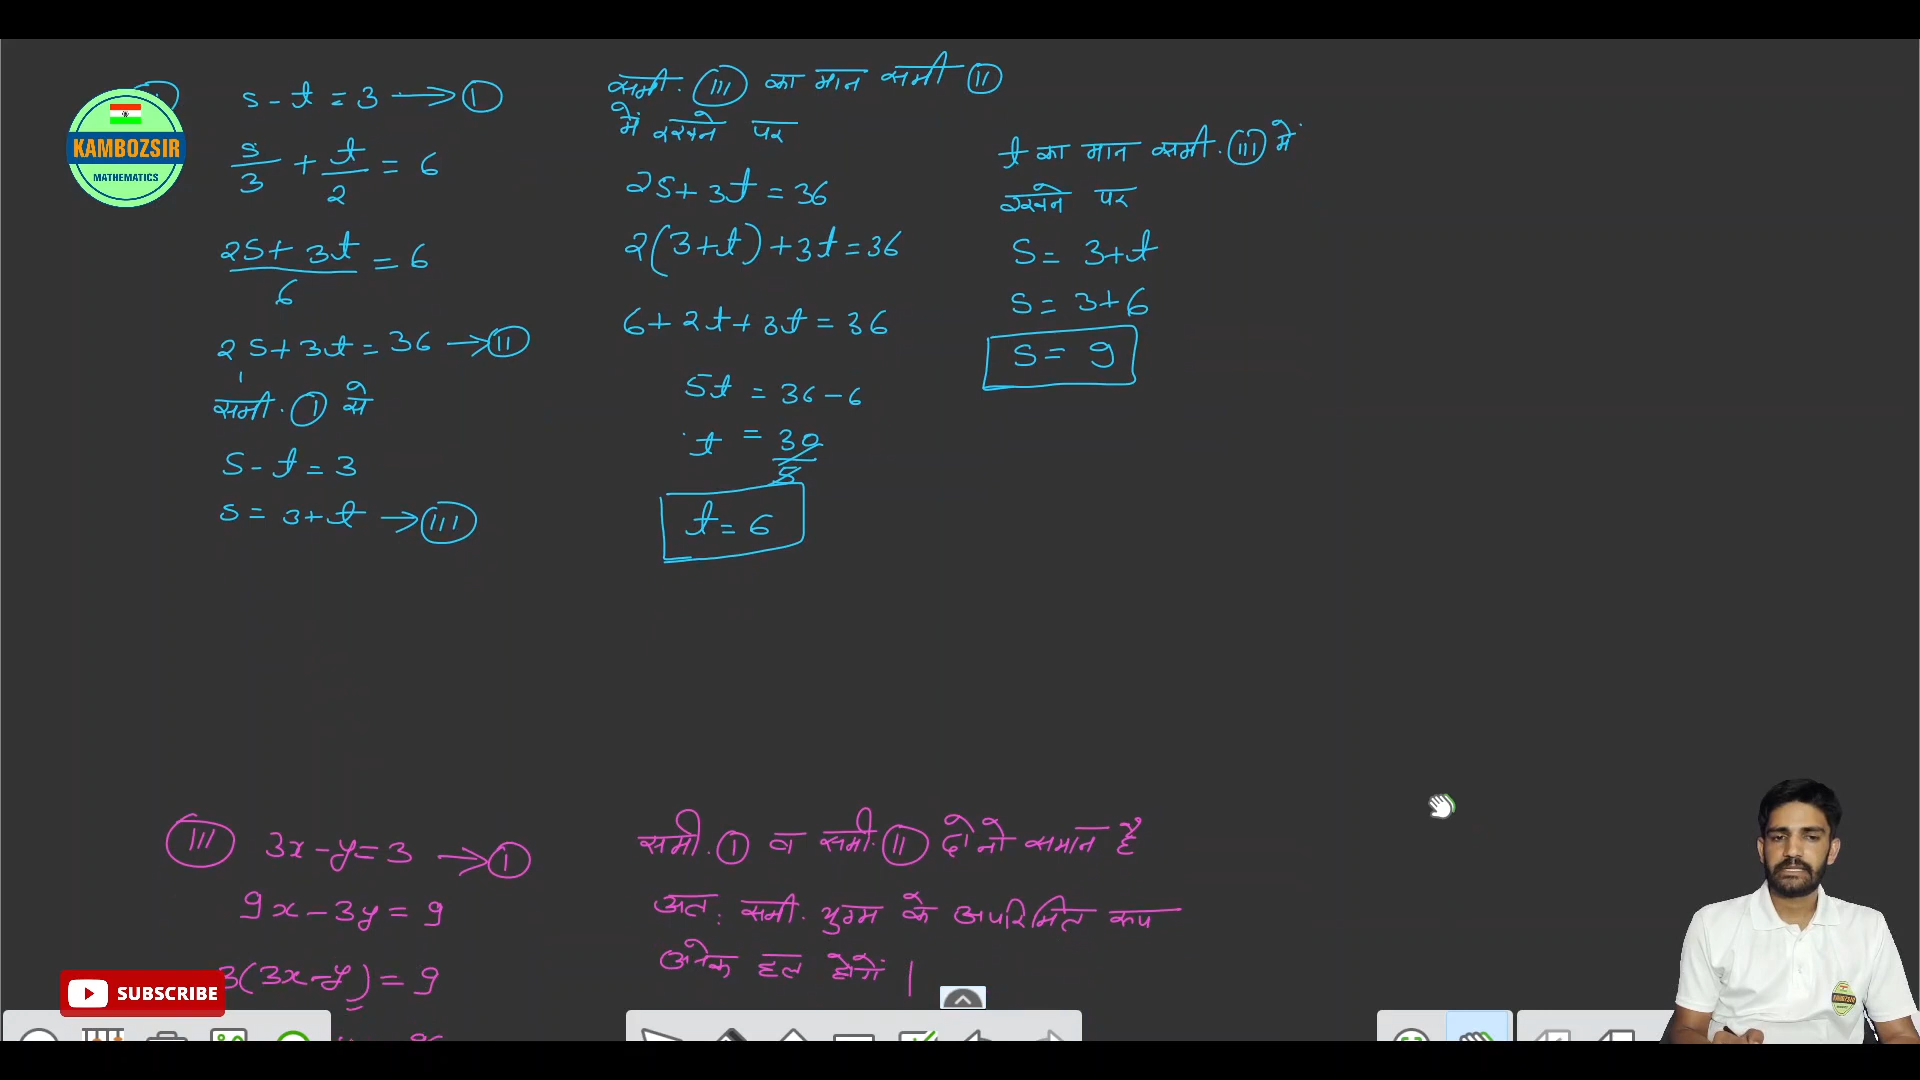 KAMBOZSIR
MATHEMATICS
s - t = 3 → I
s/3 + t/2 = 6
2s + 3t / 6 = 6
2s + 3t = 36 → II
समी. I से
s - t = 3
s = 3 + t → III
समी. III का मान समी II
में रखने पर
2s + 3t = 36
2(3 + t) + 3t = 36
6 + 2t + 3t = 36
5t = 36 - 6
t = 30/5
t = 6
t का मान समी. III में
रखने पर
s = 3 + t
s = 3 + 6
s = 9
III 3x - y = 3 → I
9x - 3y = 9
3(3x - y) = 9
समी. I व समी. II दोनो समान है
अत: समी. युग्म के अपरिमित रूप
अनेक हल होगें |
SUBSCRIBE